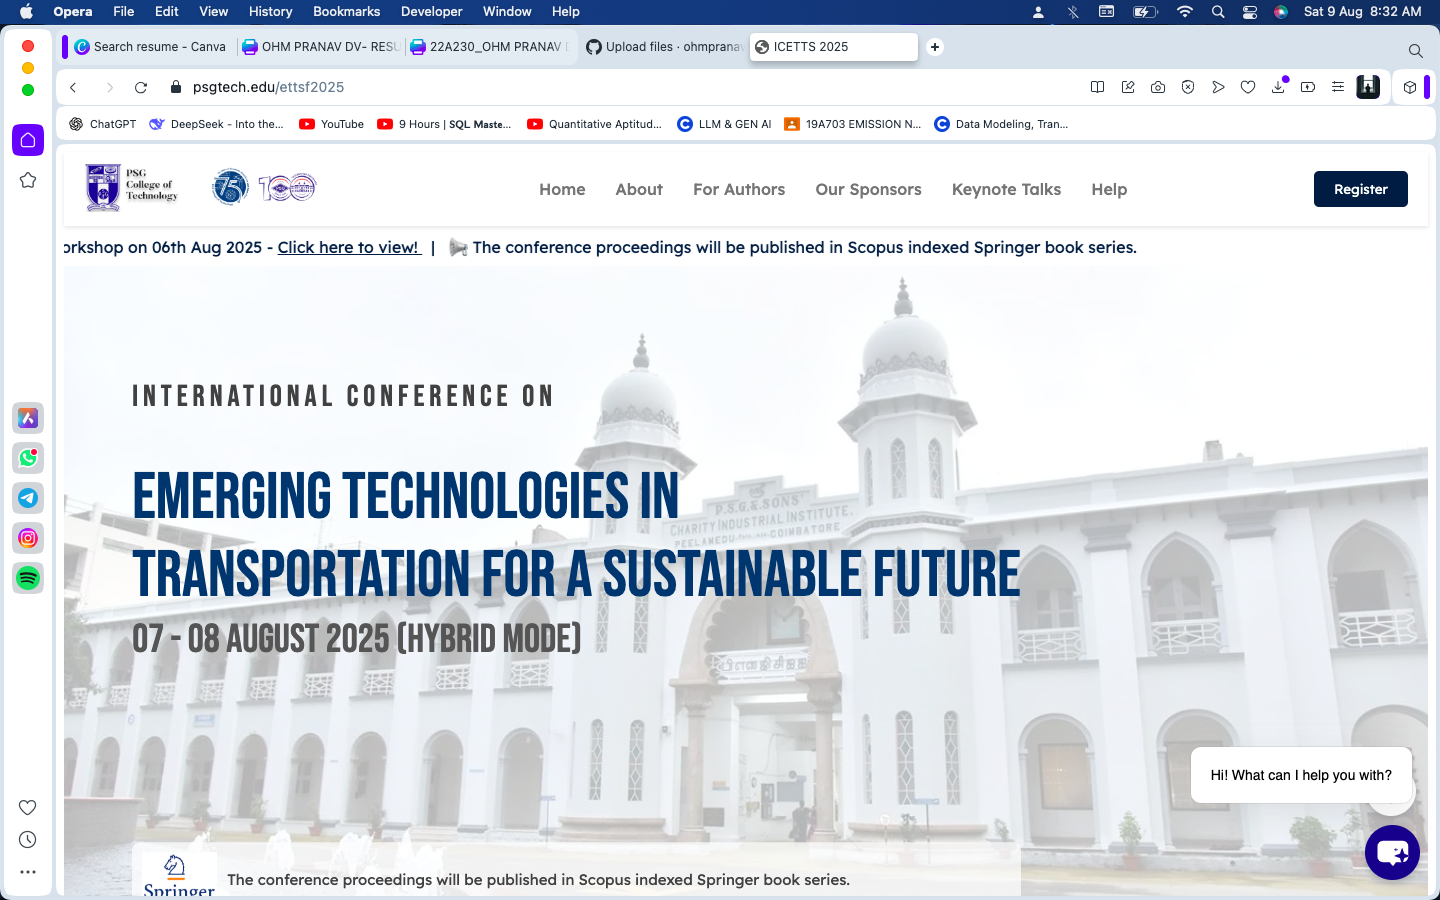 Opera File Edit View History Bookmarks Developer Window Help Sat 9 Aug 8:32 AM
Search resume - Canva OHM PRANAV DV- RESU 22A230_OHM PRANAV Upload files · ohmprana ICETTS 2025
psgtech.edu/ettsf2025
ChatGPT DeepSeek - Into the... YouTube 9 Hours | SQL Maste... Quantitative Aptitud... LLM & GEN AI 19A703 EMISSION N... Data Modeling, Tran...
PSG
College of
Technology
75 100
Home About For Authors Our Sponsors Keynote Talks Help Register
orkshop on 06th Aug 2025 - Click here to view! | The conference proceedings will be published in Scopus indexed Springer book series.
INTERNATIONAL CONFERENCE ON
EMERGING TECHNOLOGIES IN
TRANSPORTATION FOR A SUSTAINABLE FUTURE
07 - 08 AUGUST 2025 (HYBRID MODE)
P.S.G & SONS'
CHARITY INDUSTRIAL INSTITUTE.
PEELAMEDU COIMBATORE
Hi! What can I help you with?
Springer
The conference proceedings will be published in Scopus indexed Springer book series.